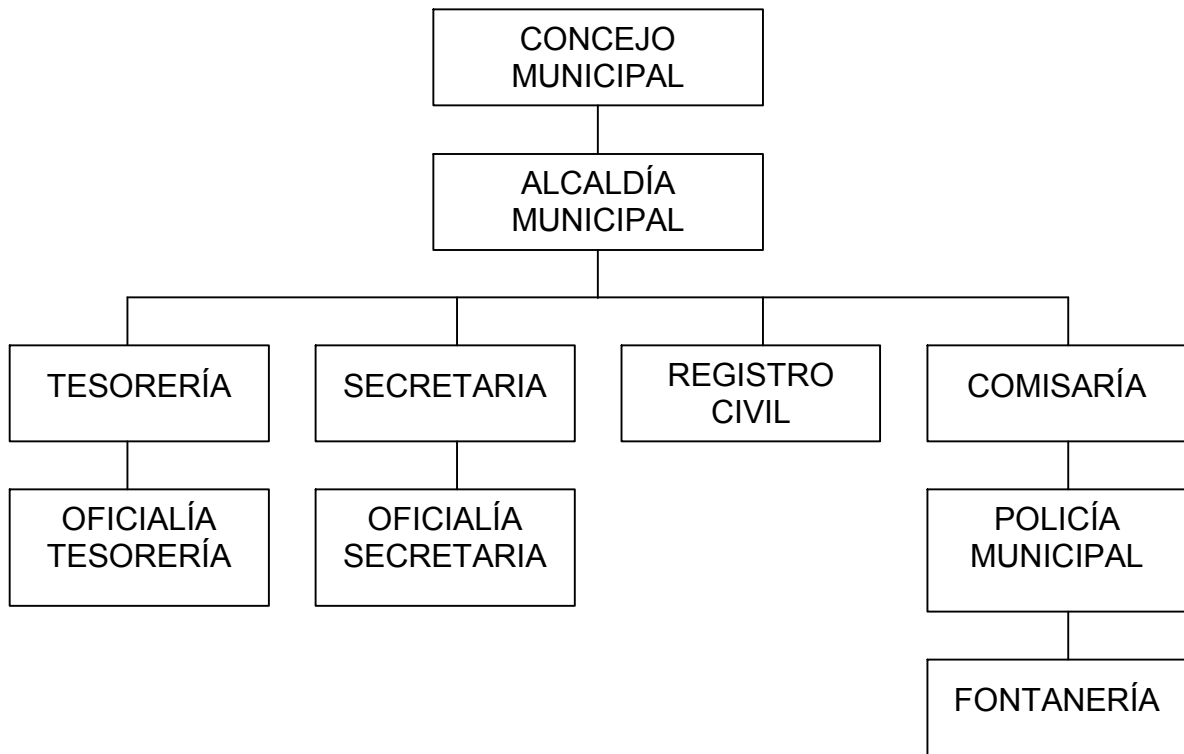 CONCEJO
MUNICIPAL
ALCALDÍA
MUNICIPAL
TESORERÍA
SECRETARIA
REGISTRO
CIVIL
COMISARÍA
OFICIALÍA
TESORERÍA
OFICIALÍA
SECRETARIA
POLICÍA
MUNICIPAL
FONTANERÍA